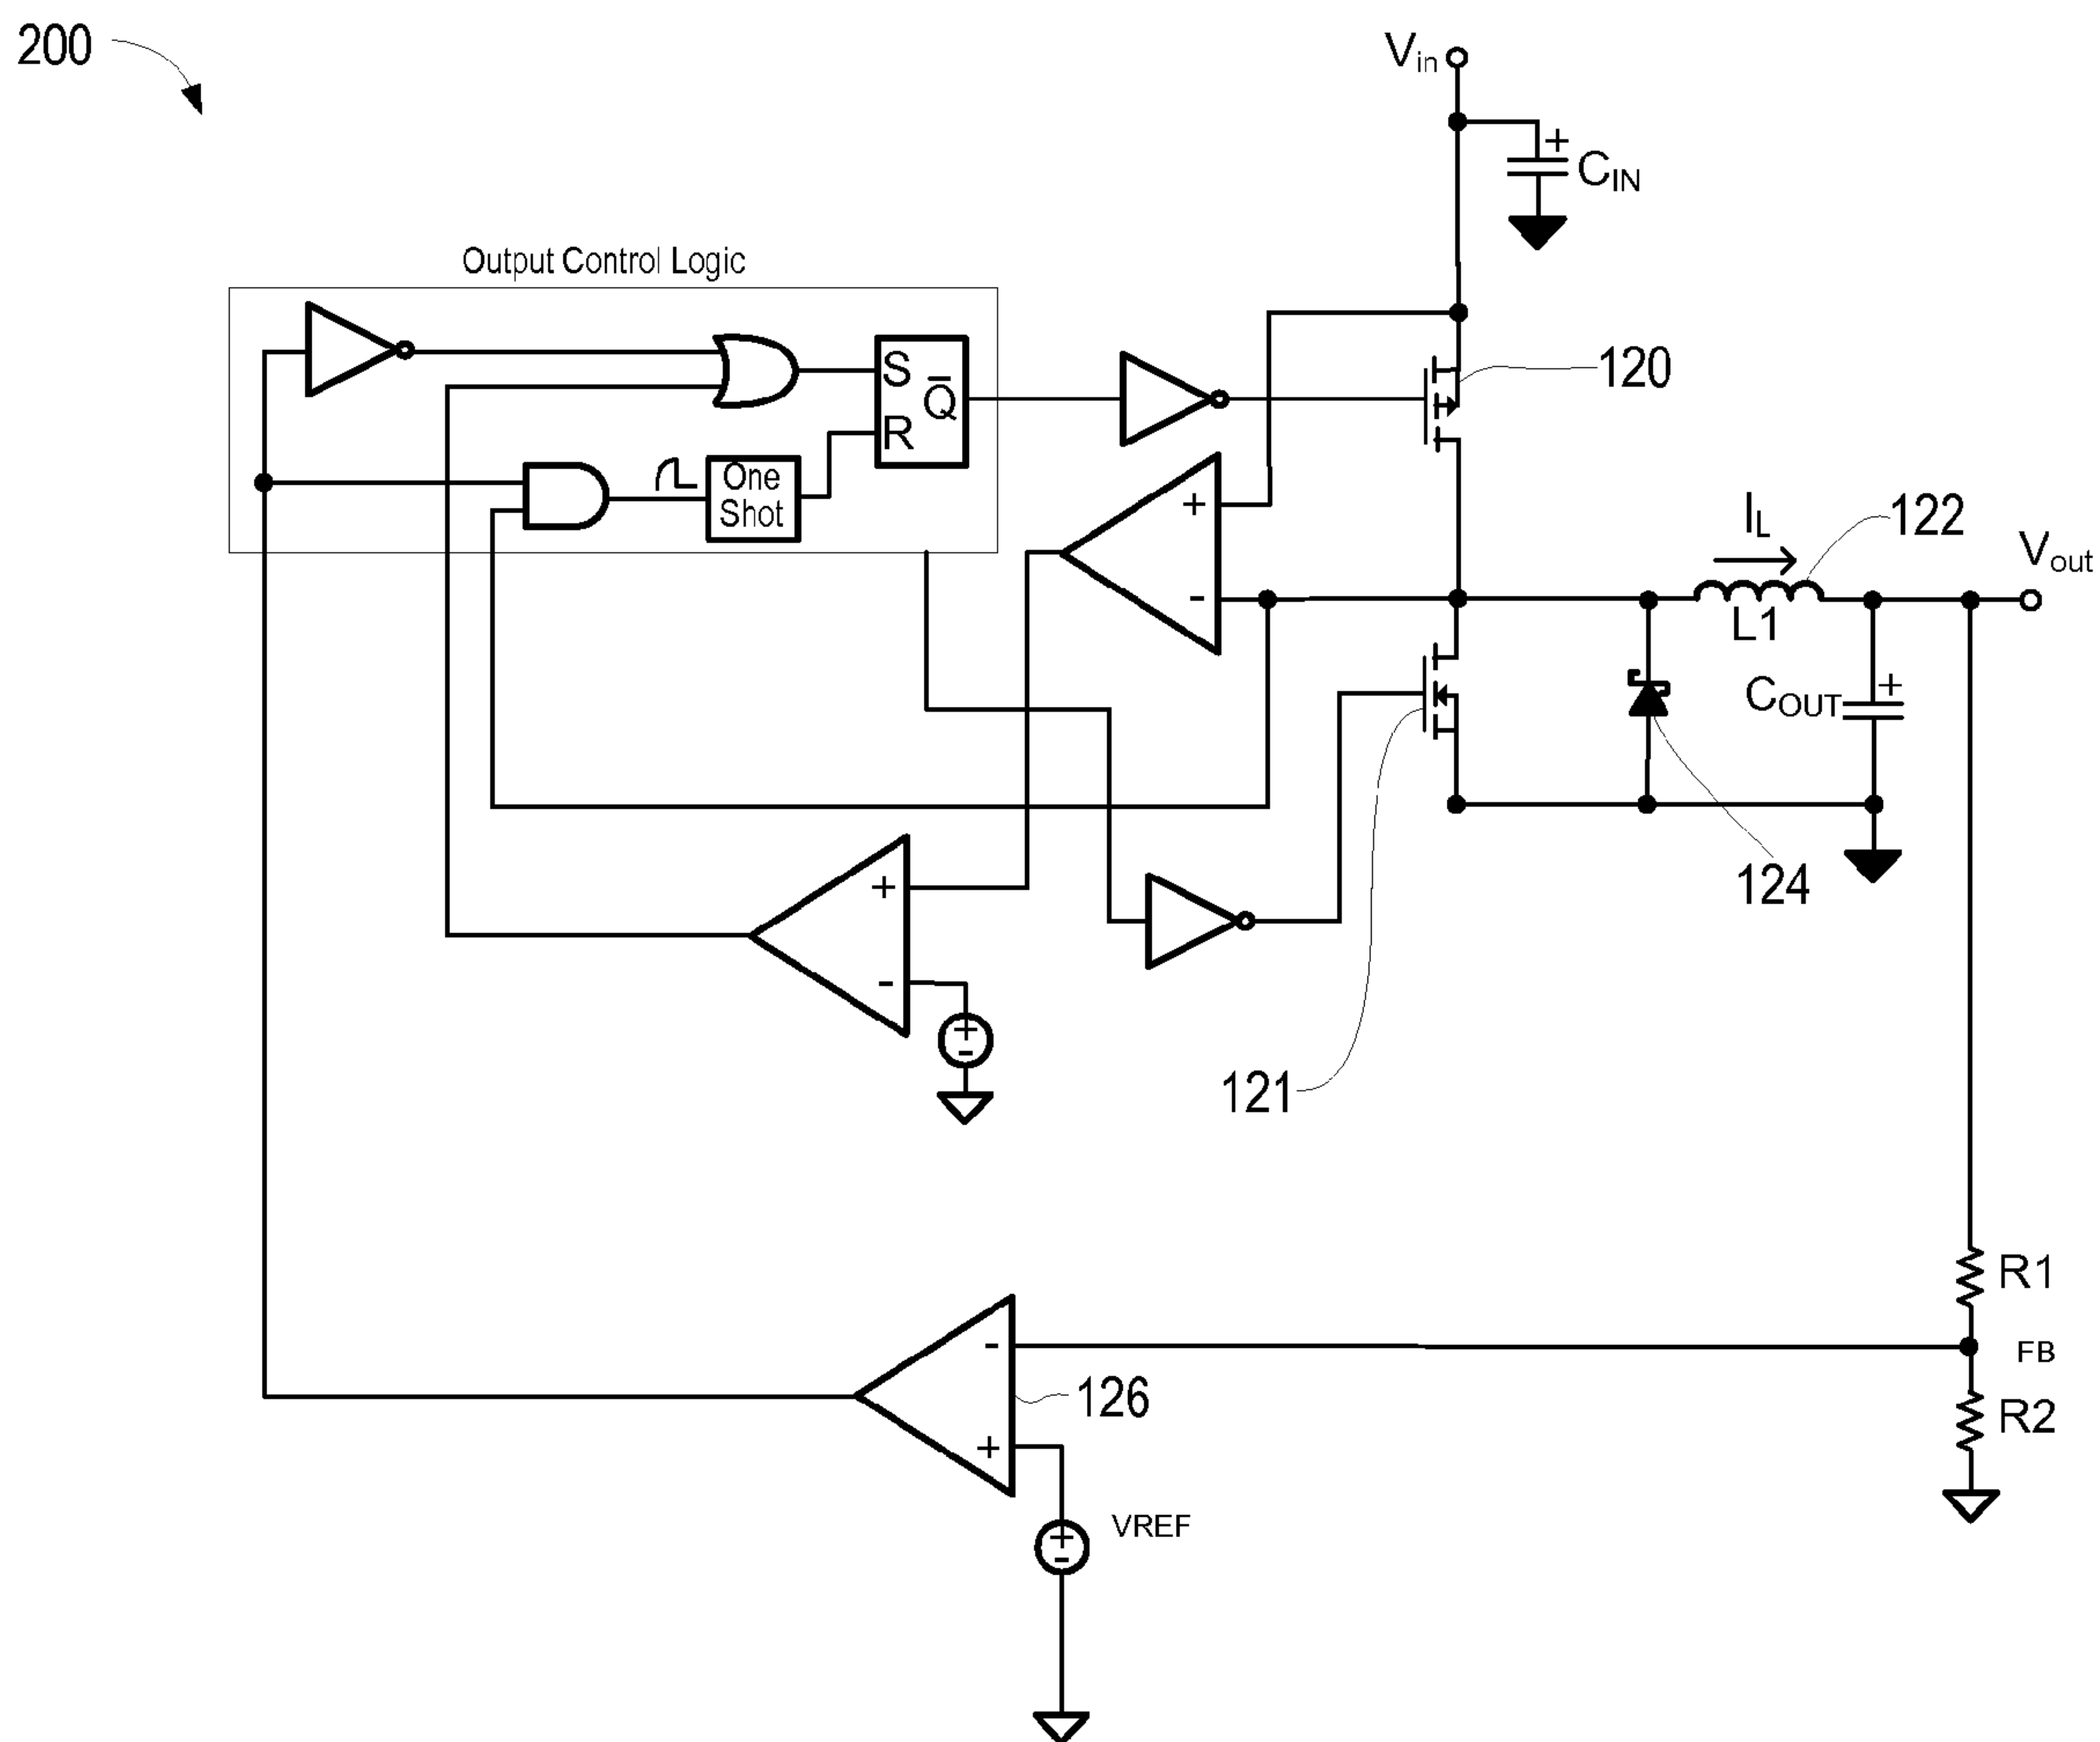 200
Vin
+
CIN
Output Control Logic
S
Q̅
R
One
Shot
120
+
-
IL
122
Vout
L1
COUT
+
124
+
-
+
-
121
R1
-
FB
126
R2
+
VREF
+
-